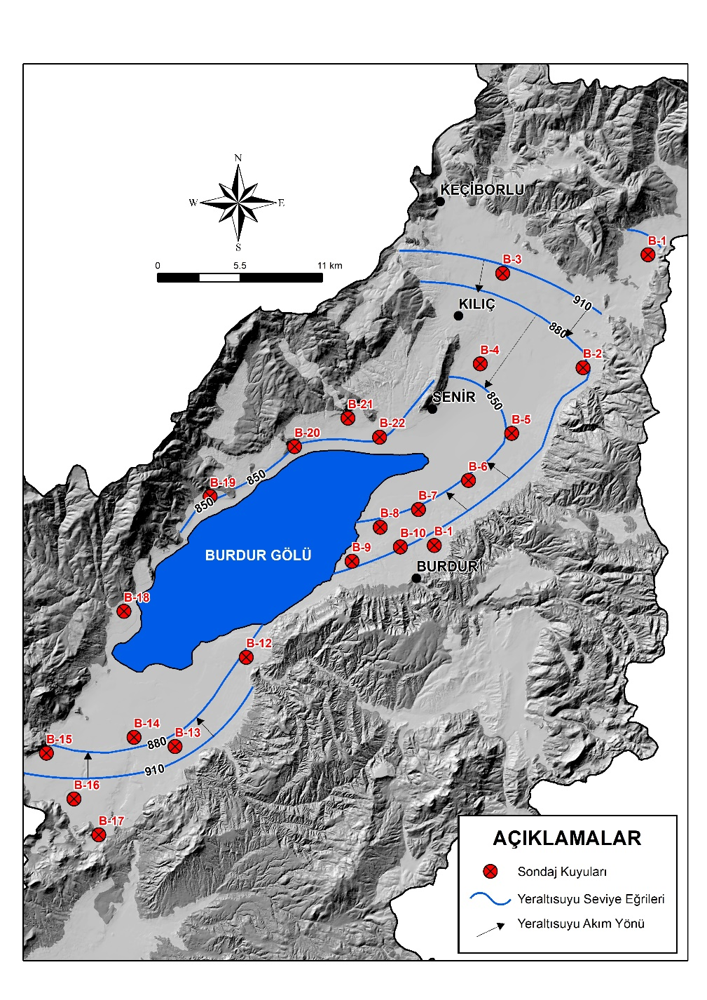 N
W E
S
0 5.5 11 km
KEÇİBORLU
B-1
B-3
910
KILIÇ
880
B-4
B-2
SENİR
850
B-21
B-5
B-22
B-20
B-6
850
B-19
850
B-7
B-8
B-10
B-1
B-9
BURDUR GÖLÜ
BURDUR
B-18
B-12
B-14
B-13
880
B-15
910
B-16
B-17
AÇIKLAMALAR
Sondaj Kuyuları
Yeraltısuyu Seviye Eğrileri
Yeraltısuyu Akım Yönü